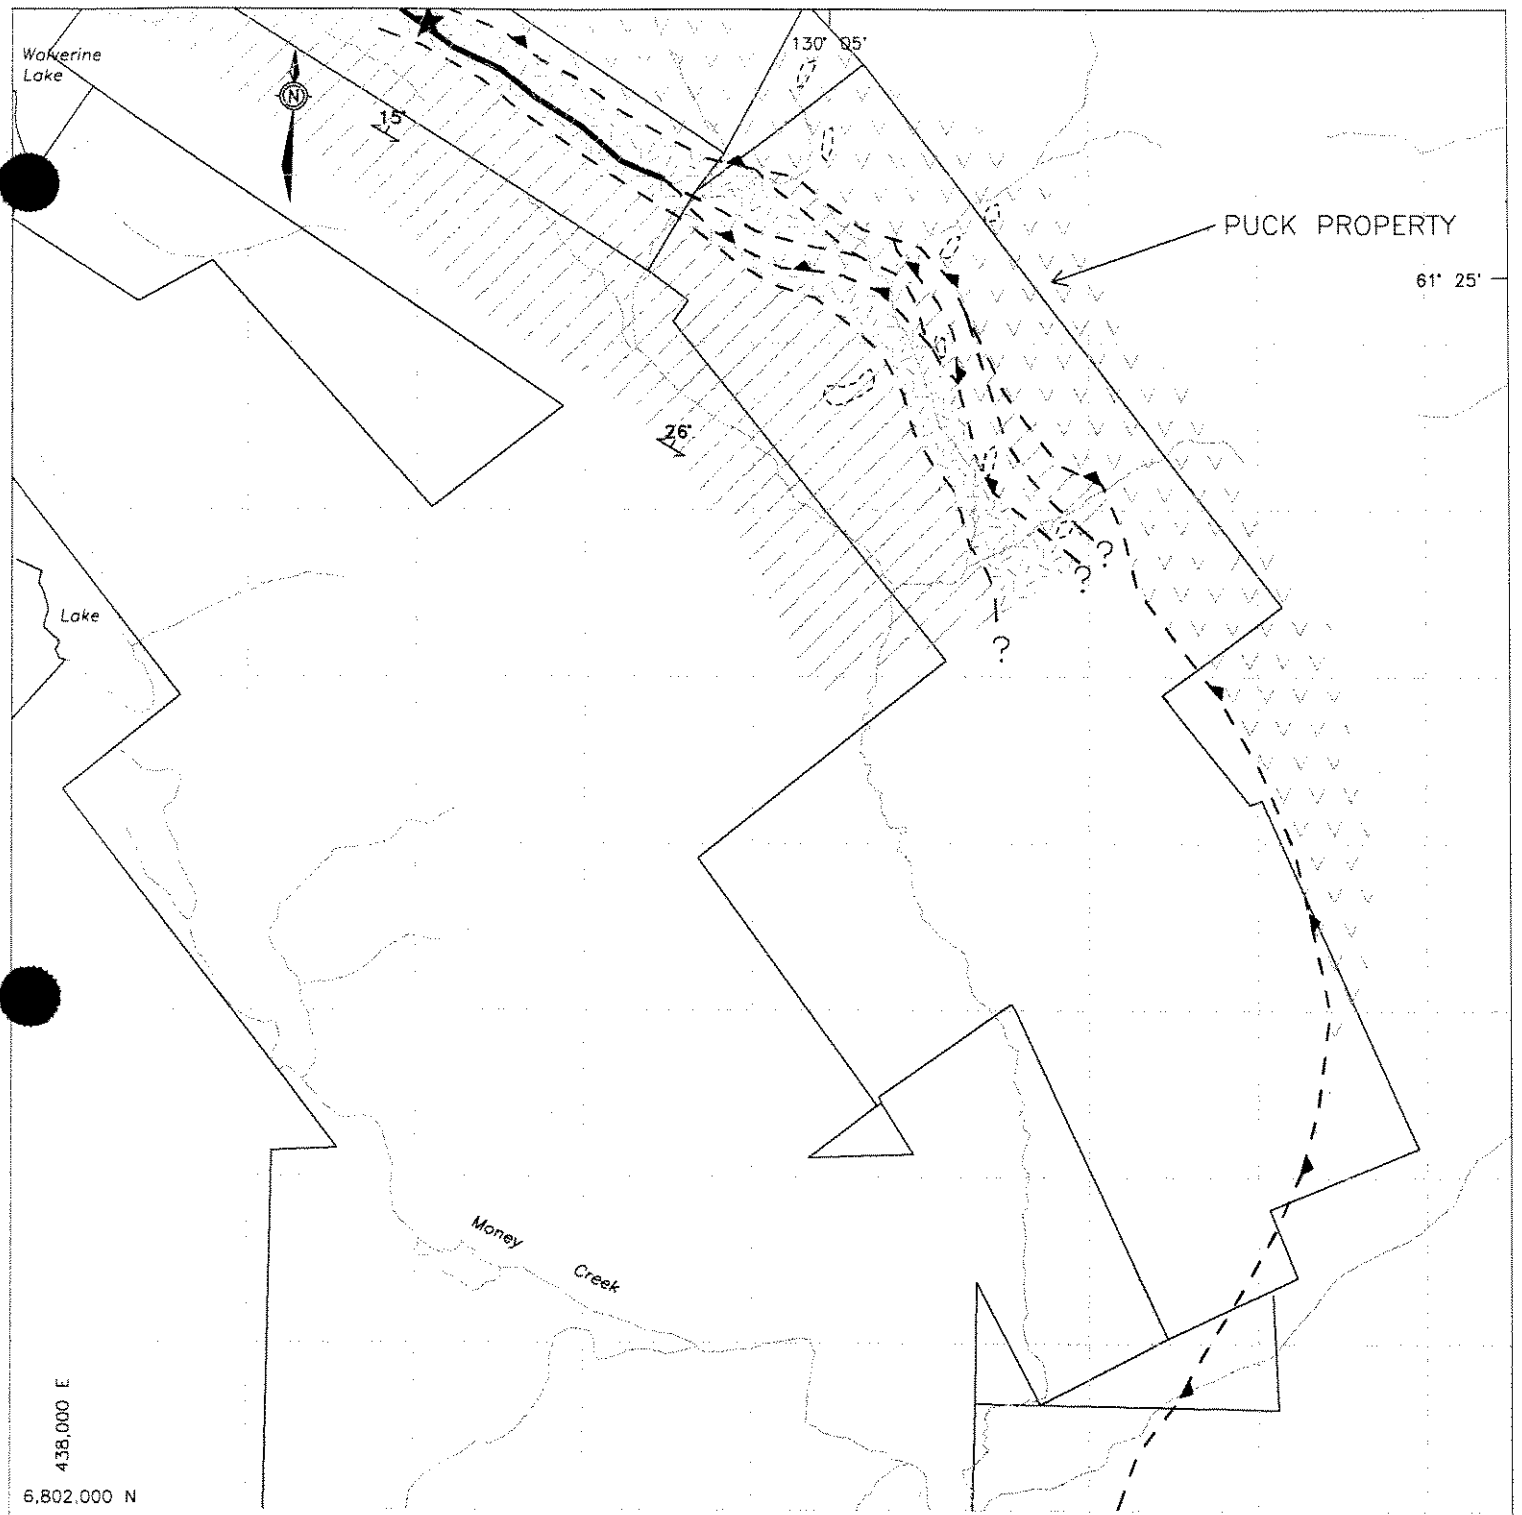 Wolverine
Lake
130° 05'
N
15°
PUCK PROPERTY
61° 25'
26°
?
?
?
Lake
Money
Creek
438,000 E
6,802,000 N